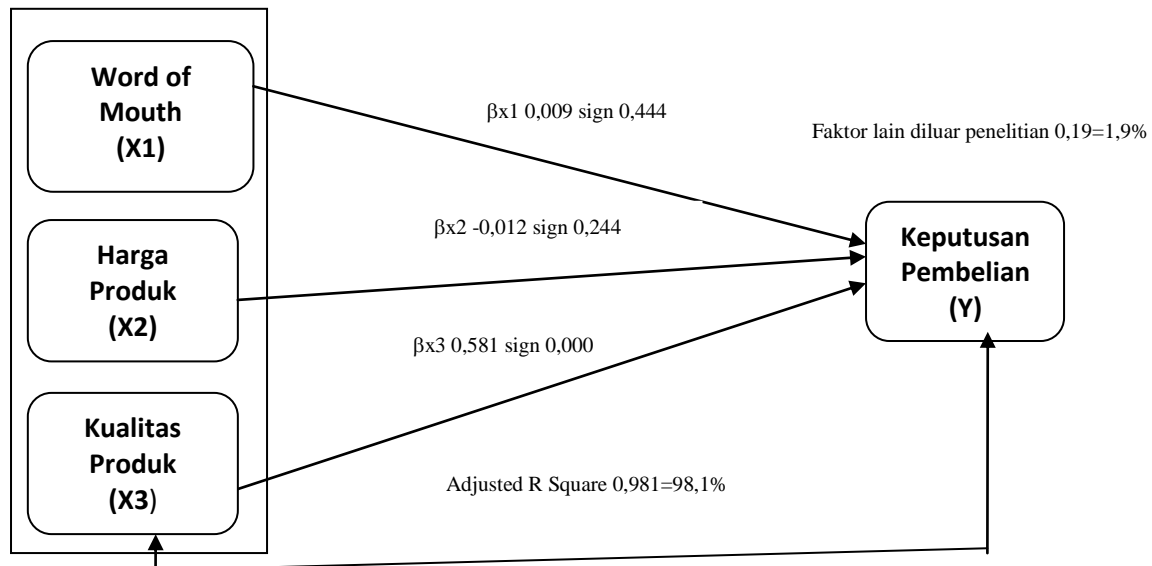 Word of
Mouth
(X1)
βx1 0,009 sign 0,444
Faktor lain diluar penelitian 0,19=1,9%
Harga
Produk
(X2)
βx2 -0,012 sign 0,244
Keputusan
Pembelian
(Y)
βx3 0,581 sign 0,000
Kualitas
Produk
(X3)
Adjusted R Square 0,981=98,1%